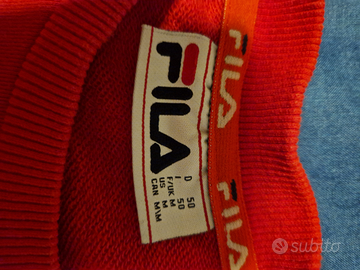 FILA
D 50
I 50
F/UK M
US M
CAN M\M
FILA
FILA
subito